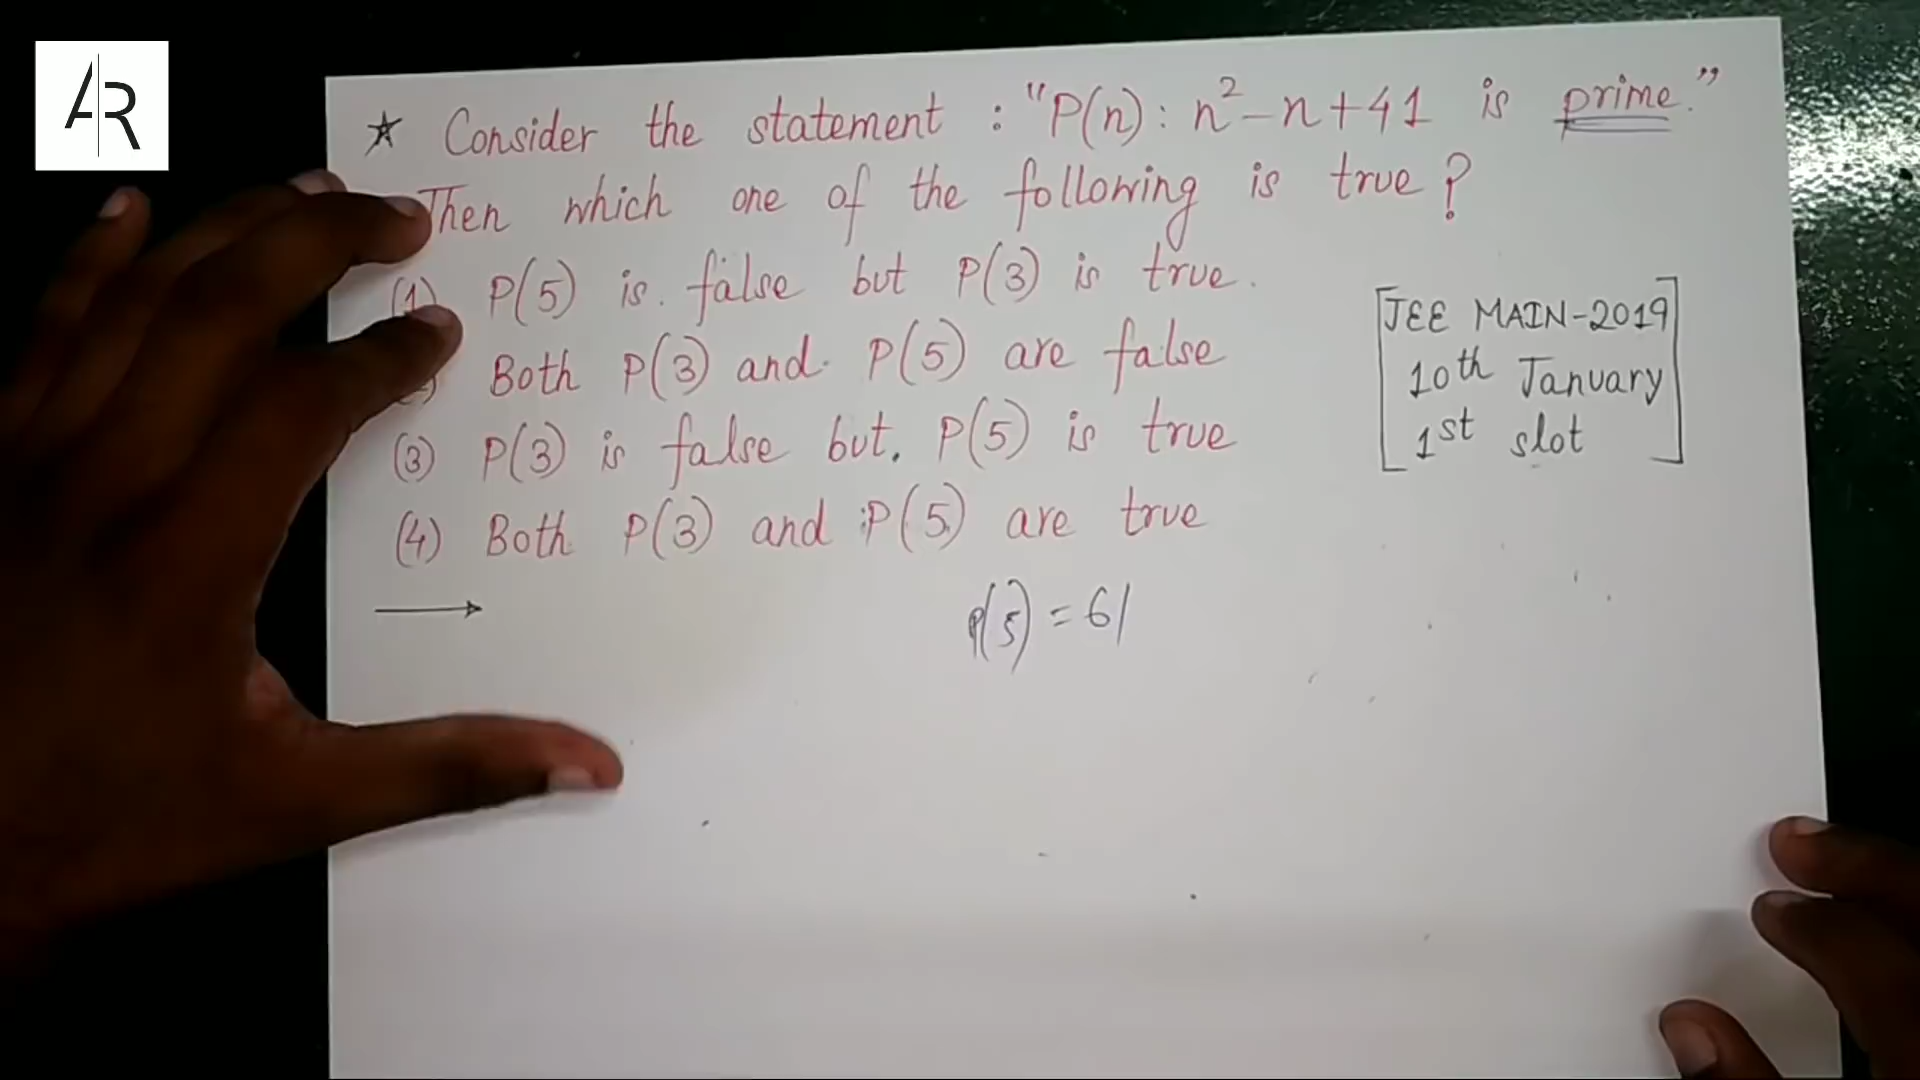 AR
★ Consider the statement : "P(n) : n²-n+41 is prime."
Then which one of the following is true ?
(1) P(5) is false but P(3) is true.
Both P(3) and P(5) are false
(3) P(3) is false but. P(5) is true
(4) Both P(3) and P(5) are true
[JEE MAIN-2019
10th January
1st slot]
P(5) = 61